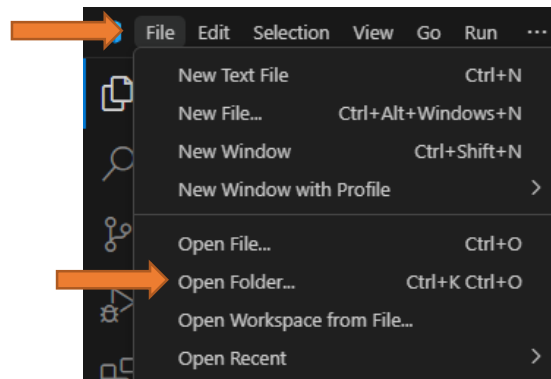 File Edit Selection View Go Run ...
New Text File Ctrl+N
New File... Ctrl+Alt+Windows+N
New Window Ctrl+Shift+N
New Window with Profile >
Open File... Ctrl+O
Open Folder... Ctrl+K Ctrl+O
Open Workspace from File...
Open Recent >